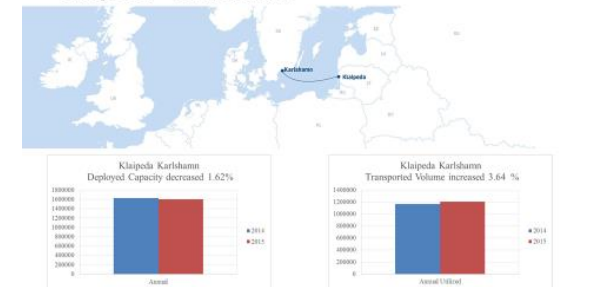 Karlshamn
Klaipeda
Klaipeda Karlshamn
Deployed Capacity decreased 1.62%
1800000
1600000
1400000
1200000
1000000
800000
600000
400000
200000
0
2014
2015
Annual
Klaipeda Karlshamn
Transported Volume increased 3.64 %
1400000
1200000
1000000
800000
600000
400000
200000
0
2014
2015
Annual Utilized